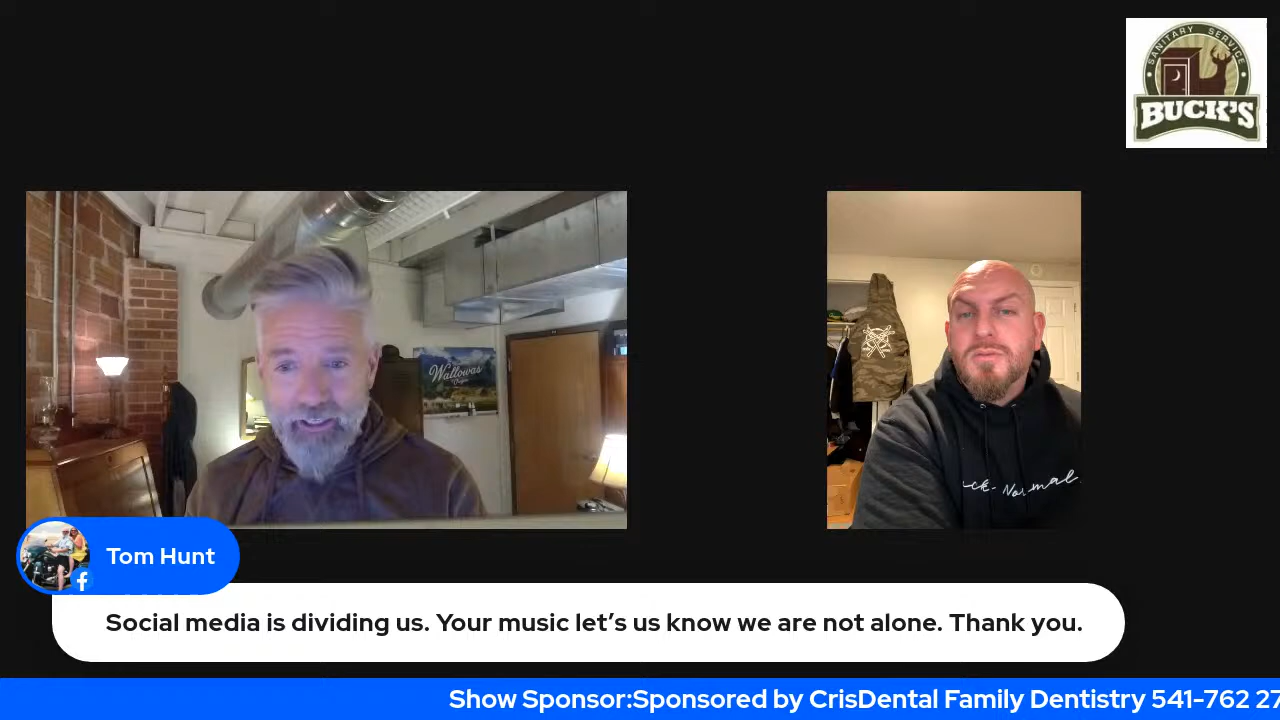 SANITARY SERVICE
BUCK'S
Wallowas
Normal.
Tom Hunt
Social media is dividing us. Your music let's us know we are not alone. Thank you.
Show Sponsor:Sponsored by CrisDental Family Dentistry 541-762 27